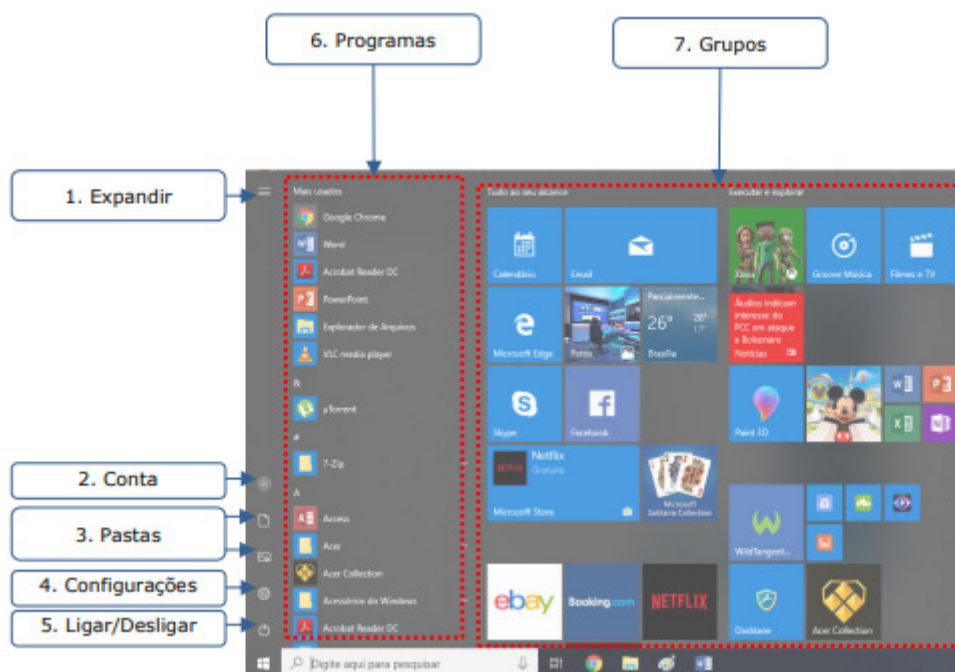 6. Programas
7. Grupos
1. Expandir
2. Conta
3. Pastas
4. Configurações
5. Ligar/Desligar
Mais usados
Google Chrome
Word
Acrobat Reader DC
PowerPoint
Explorador de Arquivos
VLC media player
&
µTorrent
#
7-Zip
A
Access
Acer
Acer Collection
Acessórios do Windows
Acrobat Reader DC
Tudo ao seu alcance
Calendário
Email
Microsoft Edge
Fotos
Parcialmente...
26°
26°
17°
Brasília
Skype
Facebook
NETFLIX
Netflix
Gratuito
Microsoft Store
Microsoft
Solitaire Collection
ebay
Booking.com
NETFLIX
Executar e explorar
Xbox
Groove Música
Filmes e TV
Áudios indicam
interesse do
PCC em ataque
a Bolsonaro
Notícias
Paint 3D
WildTangent...
Dashlane
Acer Collection
Digite aqui para pesquisar